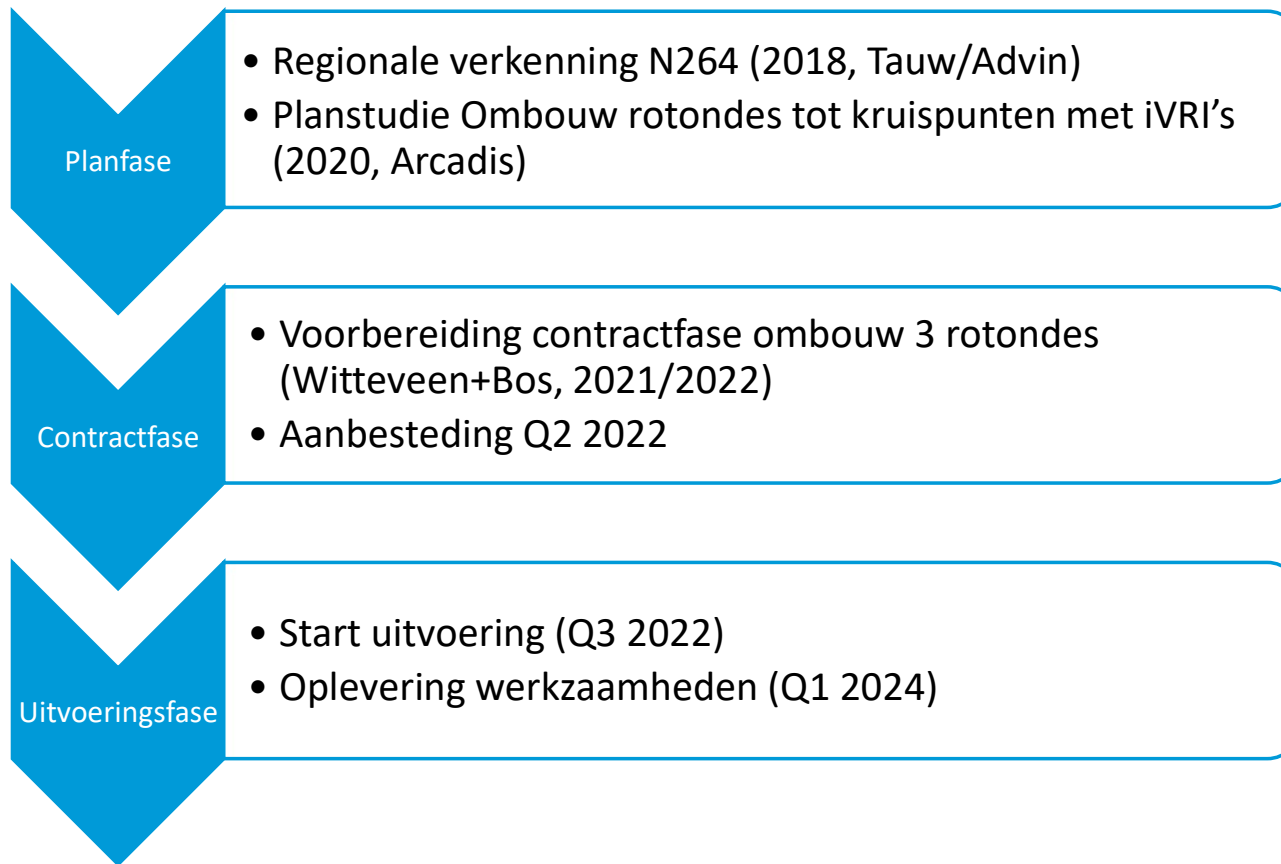 Planfase
• Regionale verkenning N264 (2018, Tauw/Advin)
• Planstudie Ombouw rotondes tot kruispunten met iVRI’s
(2020, Arcadis)
Contractfase
• Voorbereiding contractfase ombouw 3 rotondes
(Witteveen+Bos, 2021/2022)
• Aanbesteding Q2 2022
Uitvoeringsfase
• Start uitvoering (Q3 2022)
• Oplevering werkzaamheden (Q1 2024)